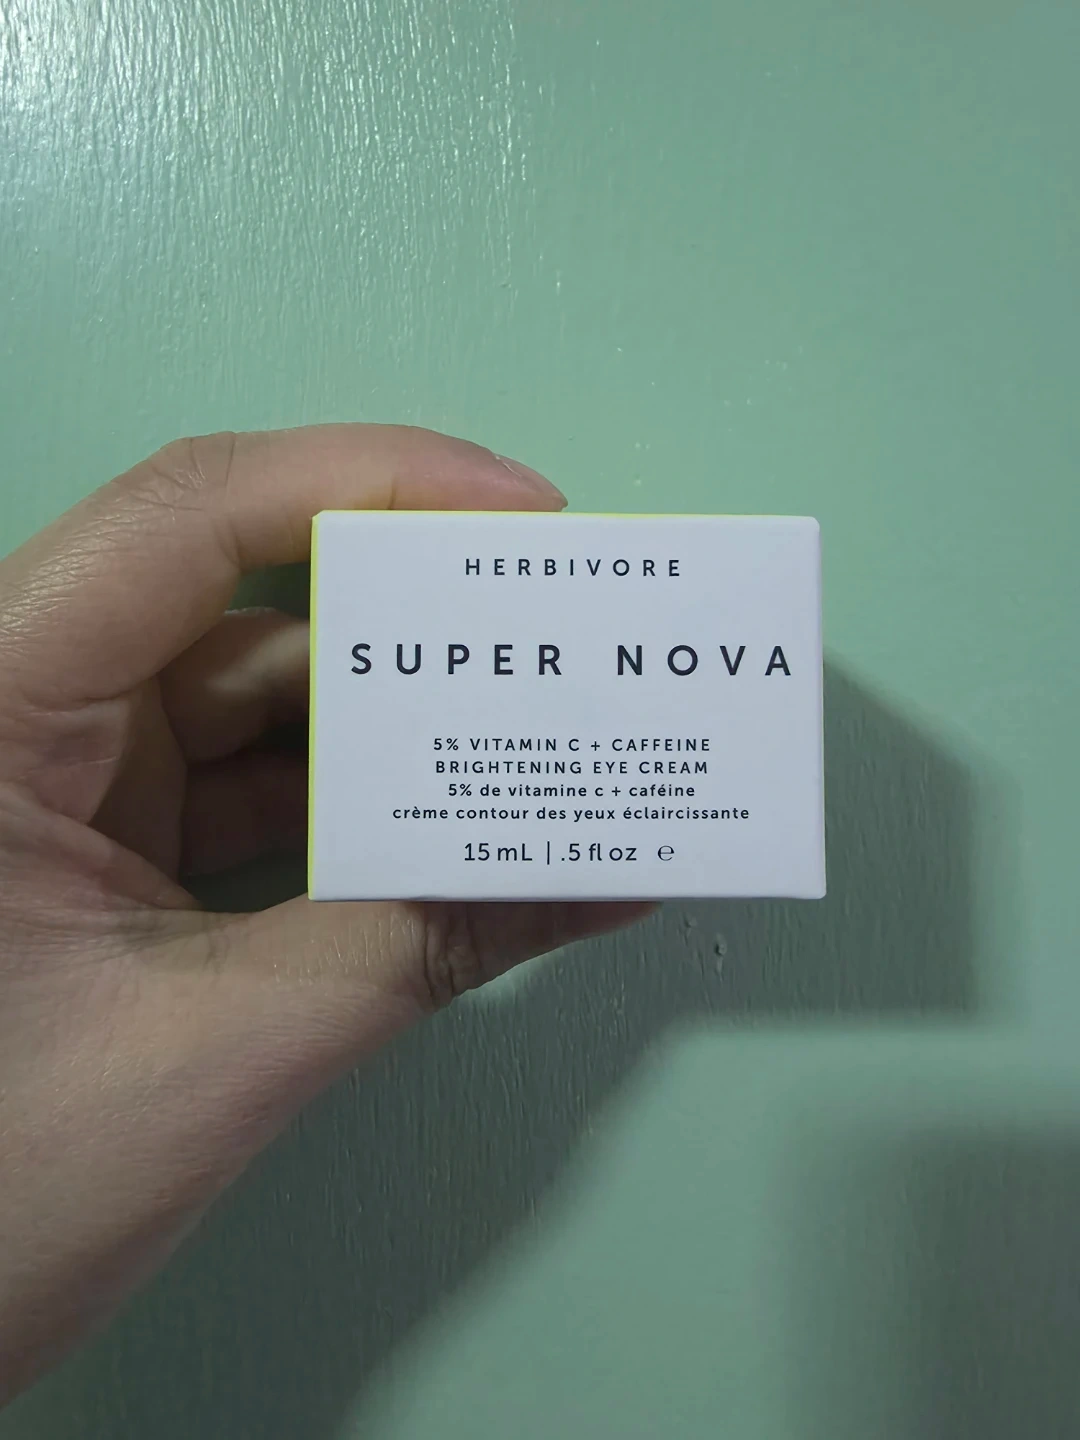 HERBIVORE
SUPER NOVA
5% VITAMIN C + CAFFEINE
BRIGHTENING EYE CREAM
5% de vitamine c + caféine
crème contour des yeux éclaircissante
15 mL | .5 fl oz ℮